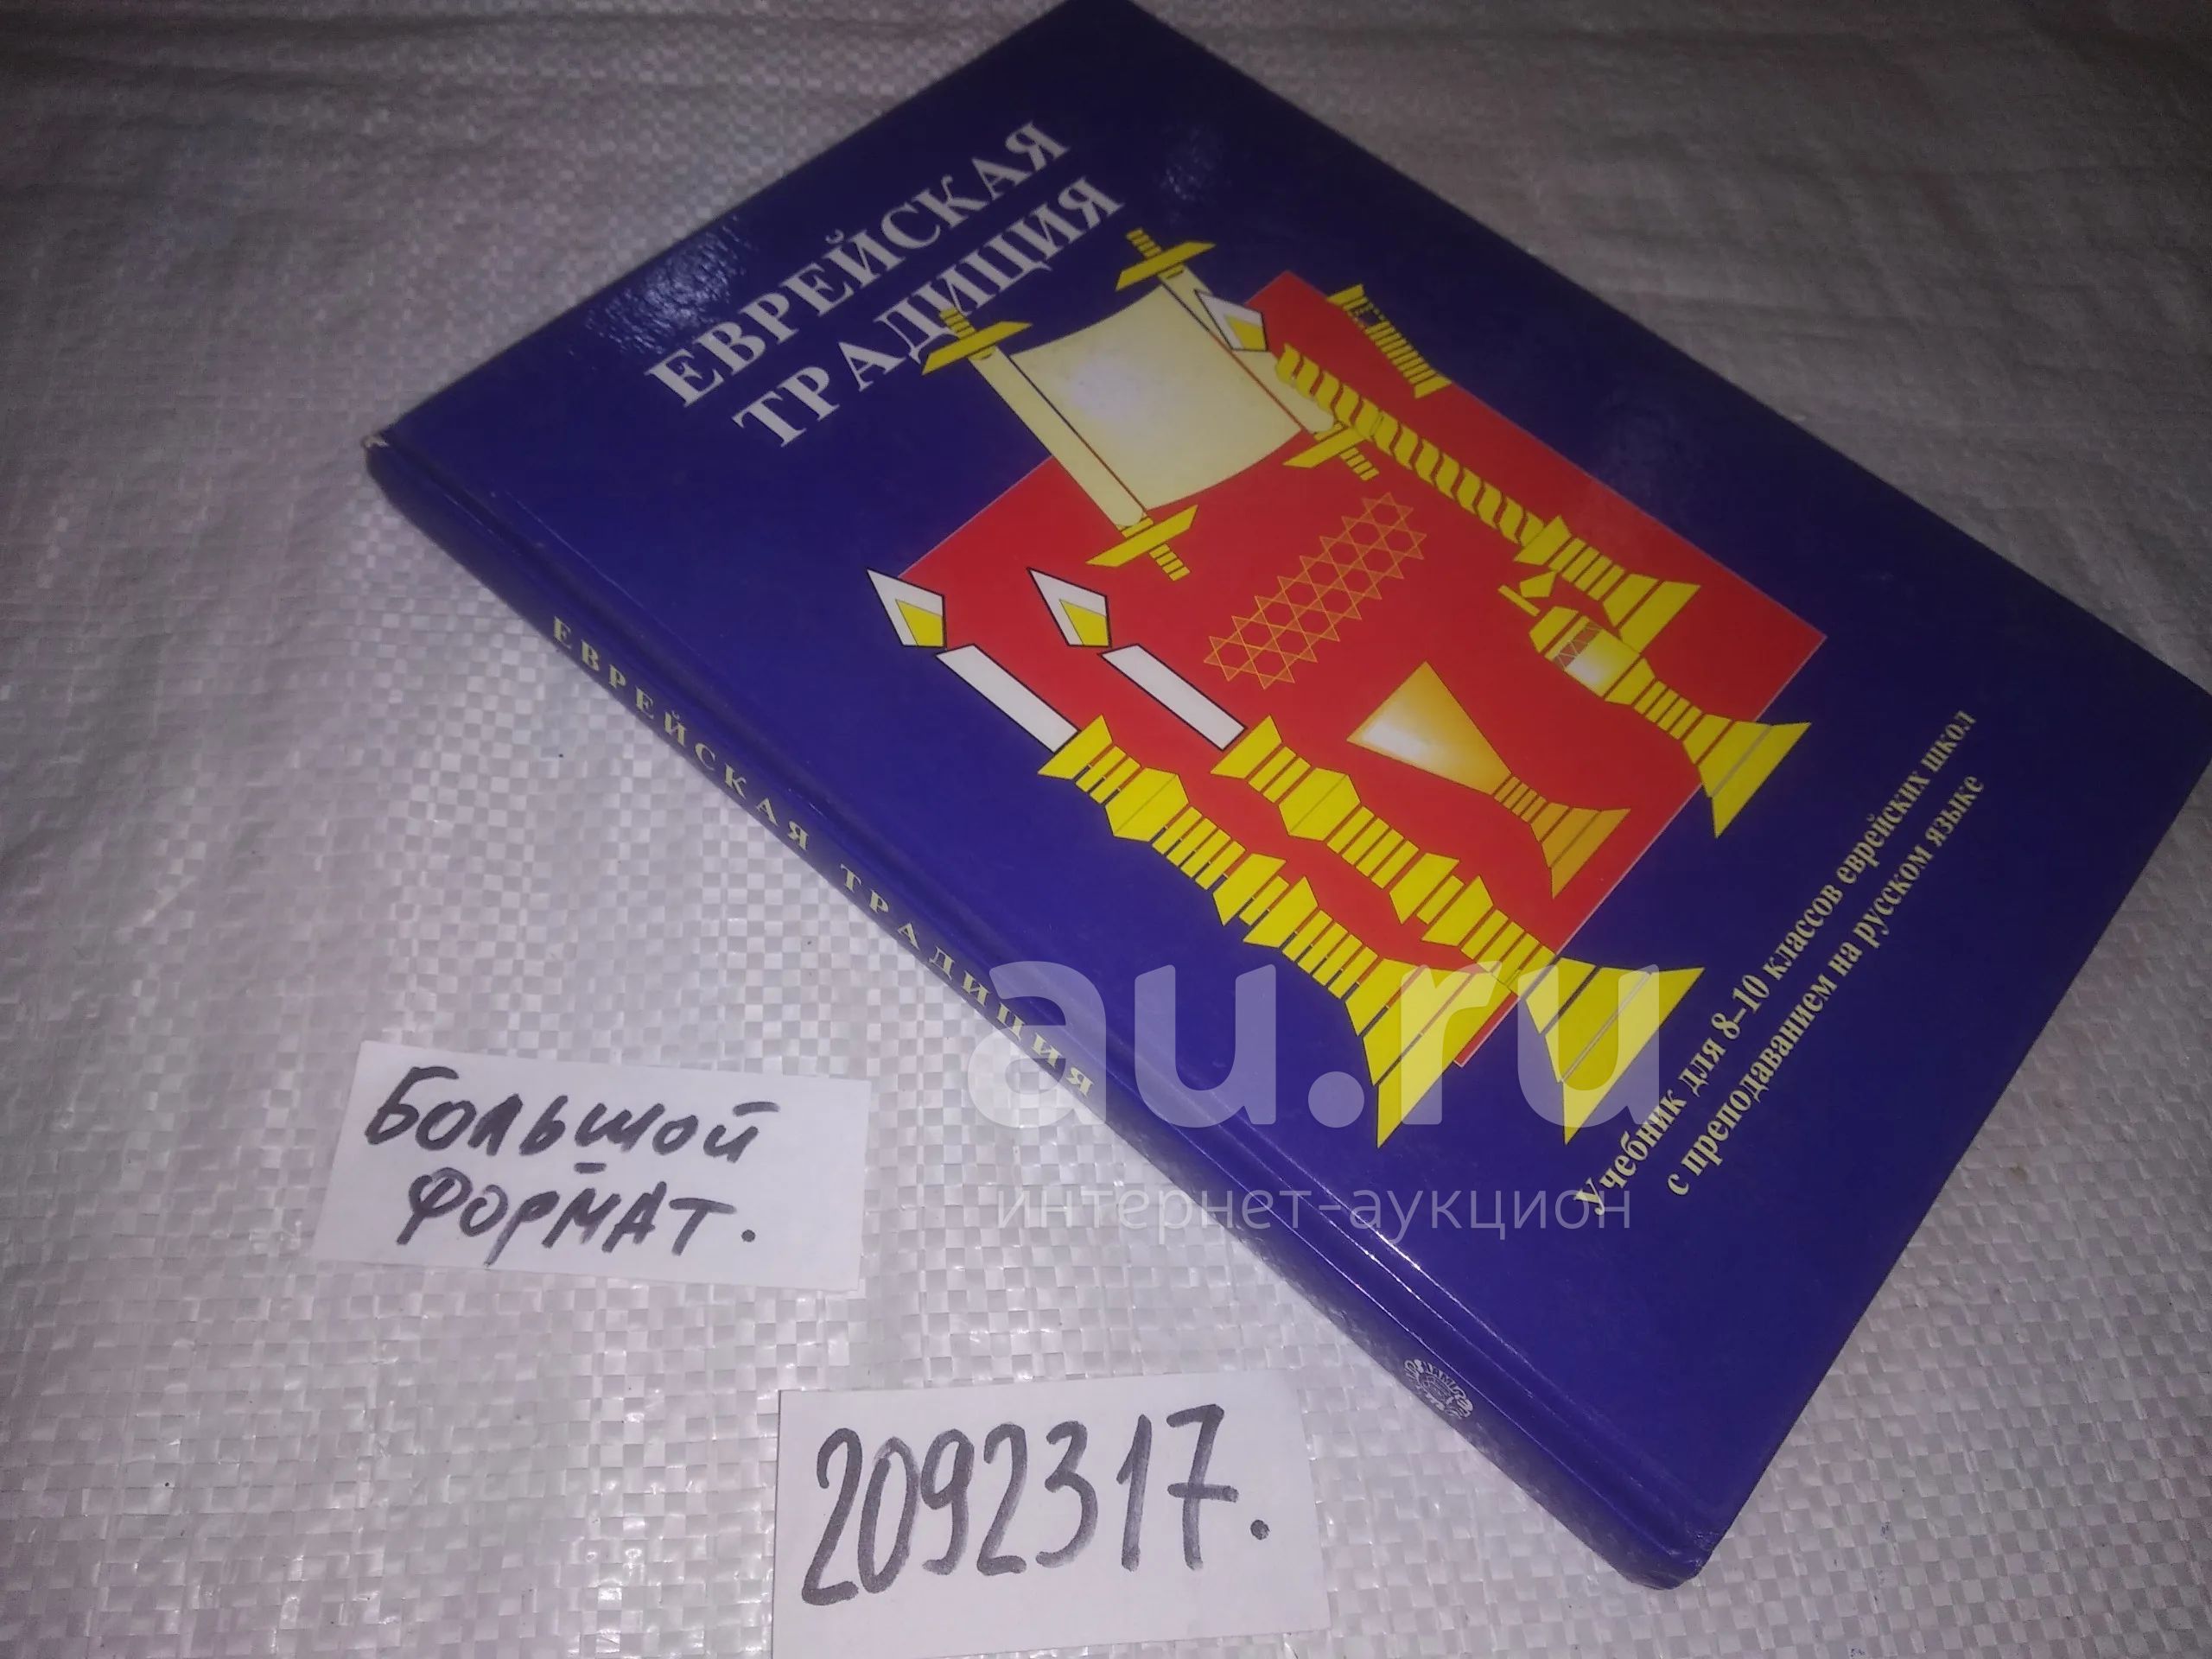 ЕВРЕЙСКАЯ
ТРАДИЦИЯ
Учебник для 8–10 классов еврейских школ
с преподаванием на русском языке
ЕВРЕЙСКАЯ ТРАДИЦИЯ
au.ru
интернет-аукцион
БОЛЬШОЙ
ФОРМАТ.
2092317.